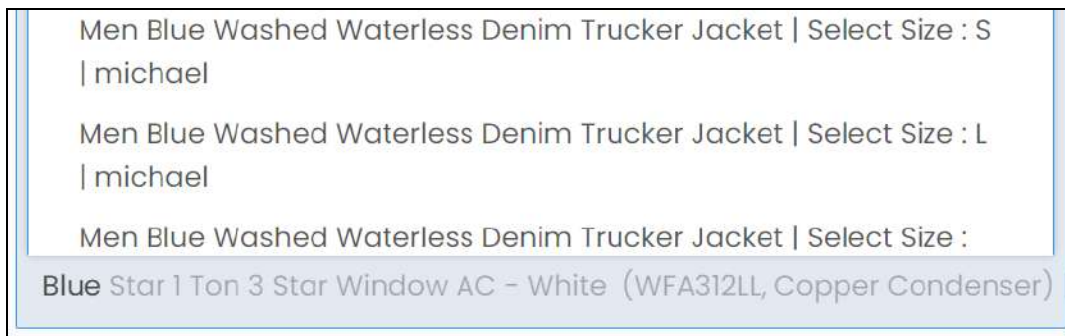 Men Blue Washed Waterless Denim Trucker Jacket | Select Size : S
| michael
Men Blue Washed Waterless Denim Trucker Jacket | Select Size : L
| michael
Men Blue Washed Waterless Denim Trucker Jacket | Select Size :
Blue Star 1 Ton 3 Star Window AC - White (WFA312LL, Copper Condenser)